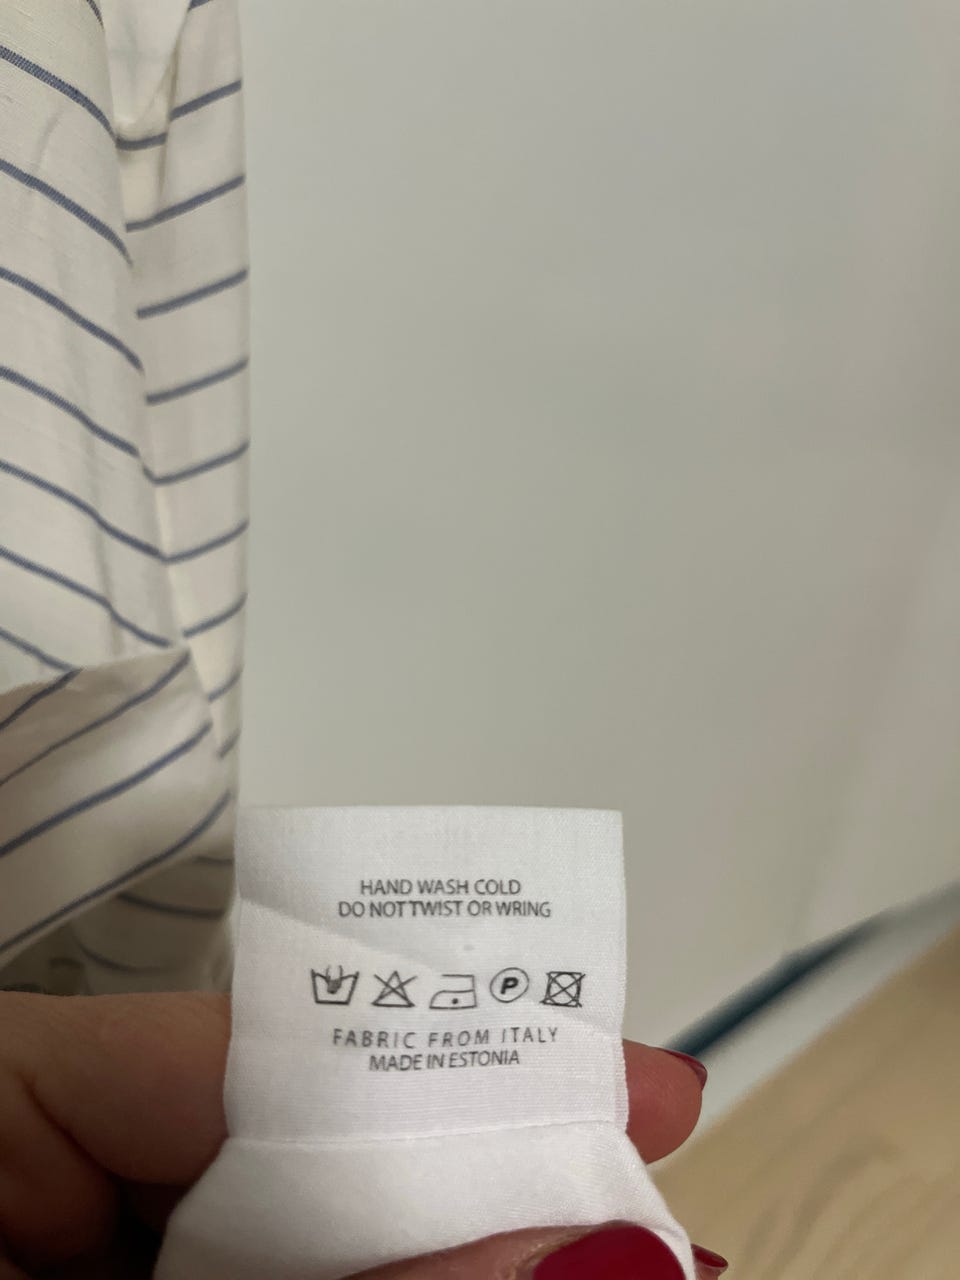 HAND WASH COLD
DO NOT TWIST OR WRING
P
FABRIC FROM ITALY
MADE IN ESTONIA